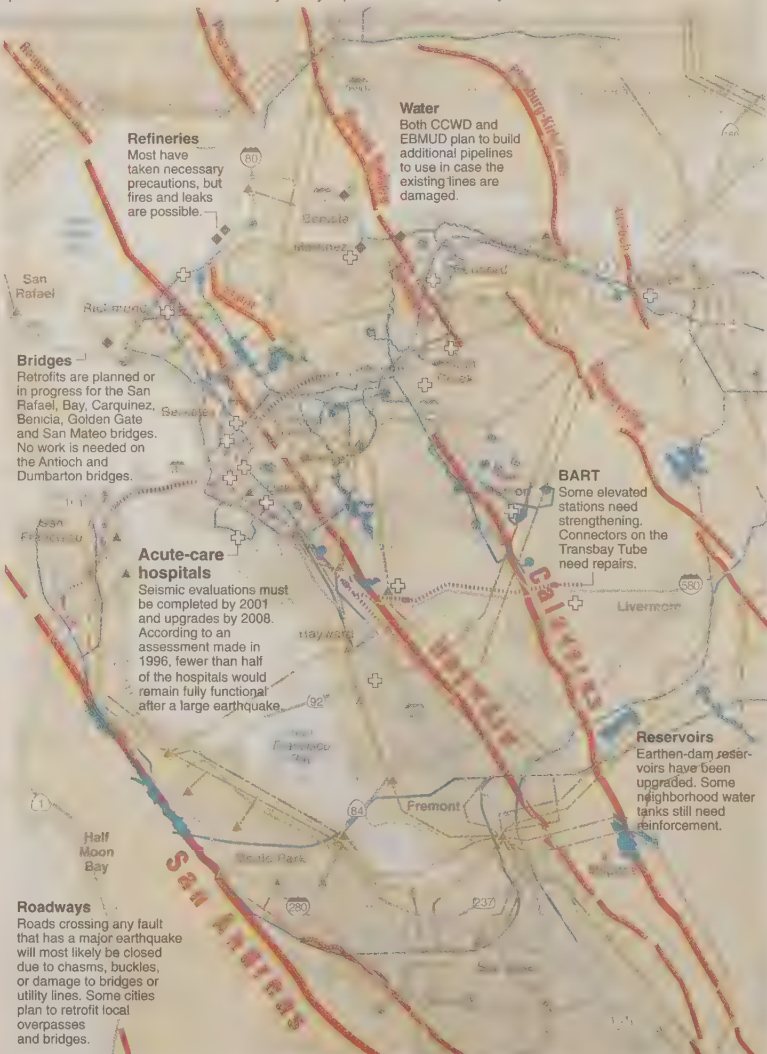 80
Refineries
Most have
taken necessary
precautions, but
fires and leaks
are possible.
Water
Both CCWD and
EBMUD plan to build
additional pipelines
to use in case the
existing lines are
damaged.
Benicia
Martinez
San
Rafael
Richmond
Bridges
Retrofits are planned or
in progress for the San
Rafael, Bay, Carquinez,
Benicia, Golden Gate
and San Mateo bridges.
No work is needed on
the Antioch and
Dumbarton bridges.
BART
Some elevated
stations need
strengthening.
Connectors on the
Transbay Tube
need repairs.
San
Francisco
Acute-care
hospitals
Seismic evaluations must
be completed by 2001
and upgrades by 2008.
According to an
assessment made in
1996, fewer than half
of the hospitals would
remain fully functional
after a large earthquake.
580
Livermore
Calaveras
Hayward
Hayward
92
Reservoirs
Earthen-dam reser-
voirs have been
upgraded. Some
neighborhood water
tanks still need
reinforcement.
1
84
Fremont
Half
Moon
Bay
Menlo Park
San Andreas
280
237
Roadways
Roads crossing any fault
that has a major earthquake
will most likely be closed
due to chasms, buckles,
or damage to bridges or
utility lines. Some cities
plan to retrofit local
overpasses
and bridges.